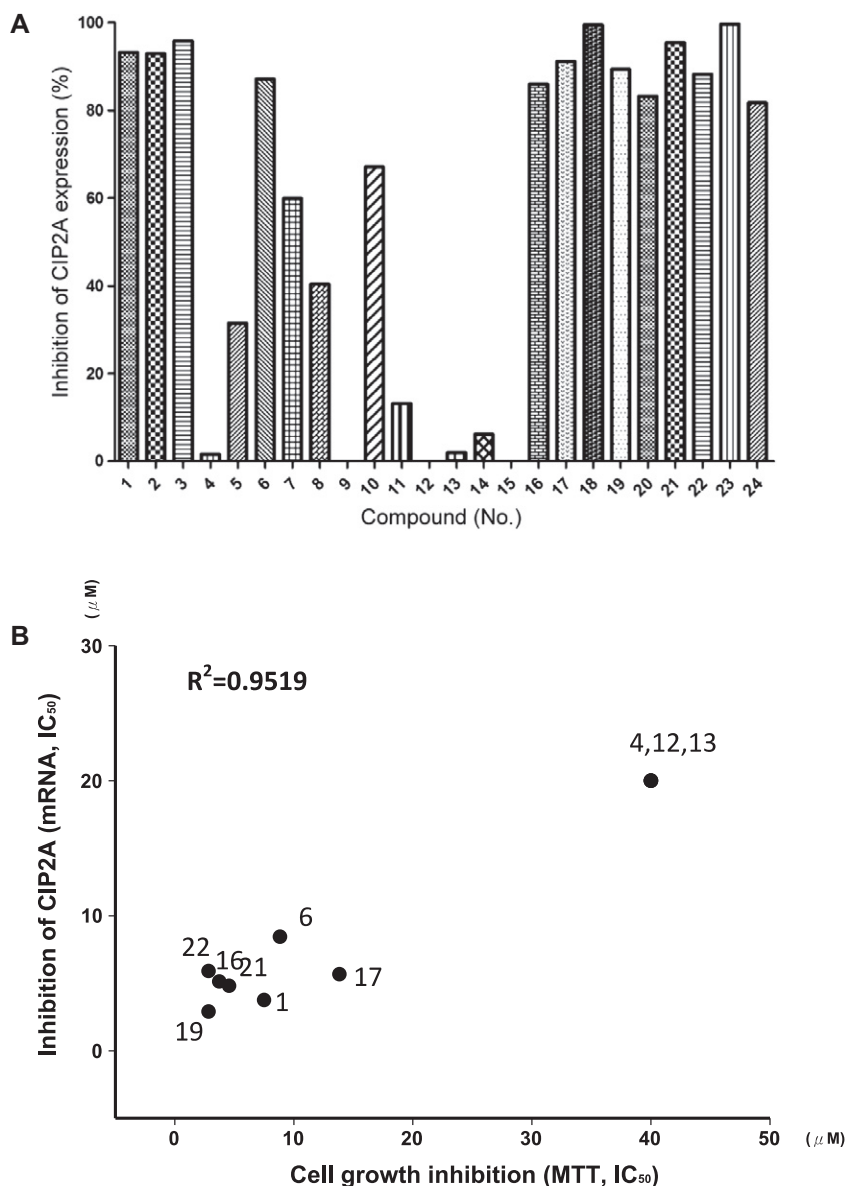 A
Inhibition of CIP2A expression (%)
100
80
60
40
20
0
1 2 3 4 5 6 7 8 9 10 11 12 13 14 15 16 17 18 19 20 21 22 23 24
Compound (No.)
B
(μM)
Inhibition of CIP2A (mRNA, IC50)
30
20
10
0
R2=0.9519
4,12,13
6
22
16
21
17
1
19
0 10 20 30 40 50 (μM)
Cell growth inhibition (MTT, IC50)